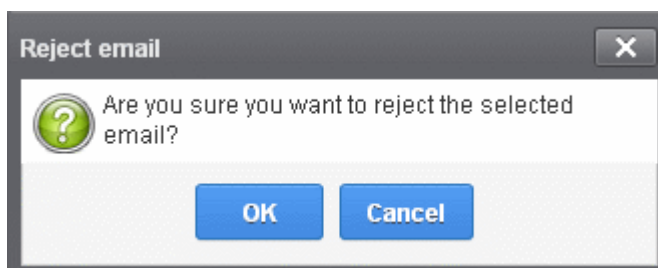 Reject email
Are you sure you want to reject the selected
email?
OK
Cancel